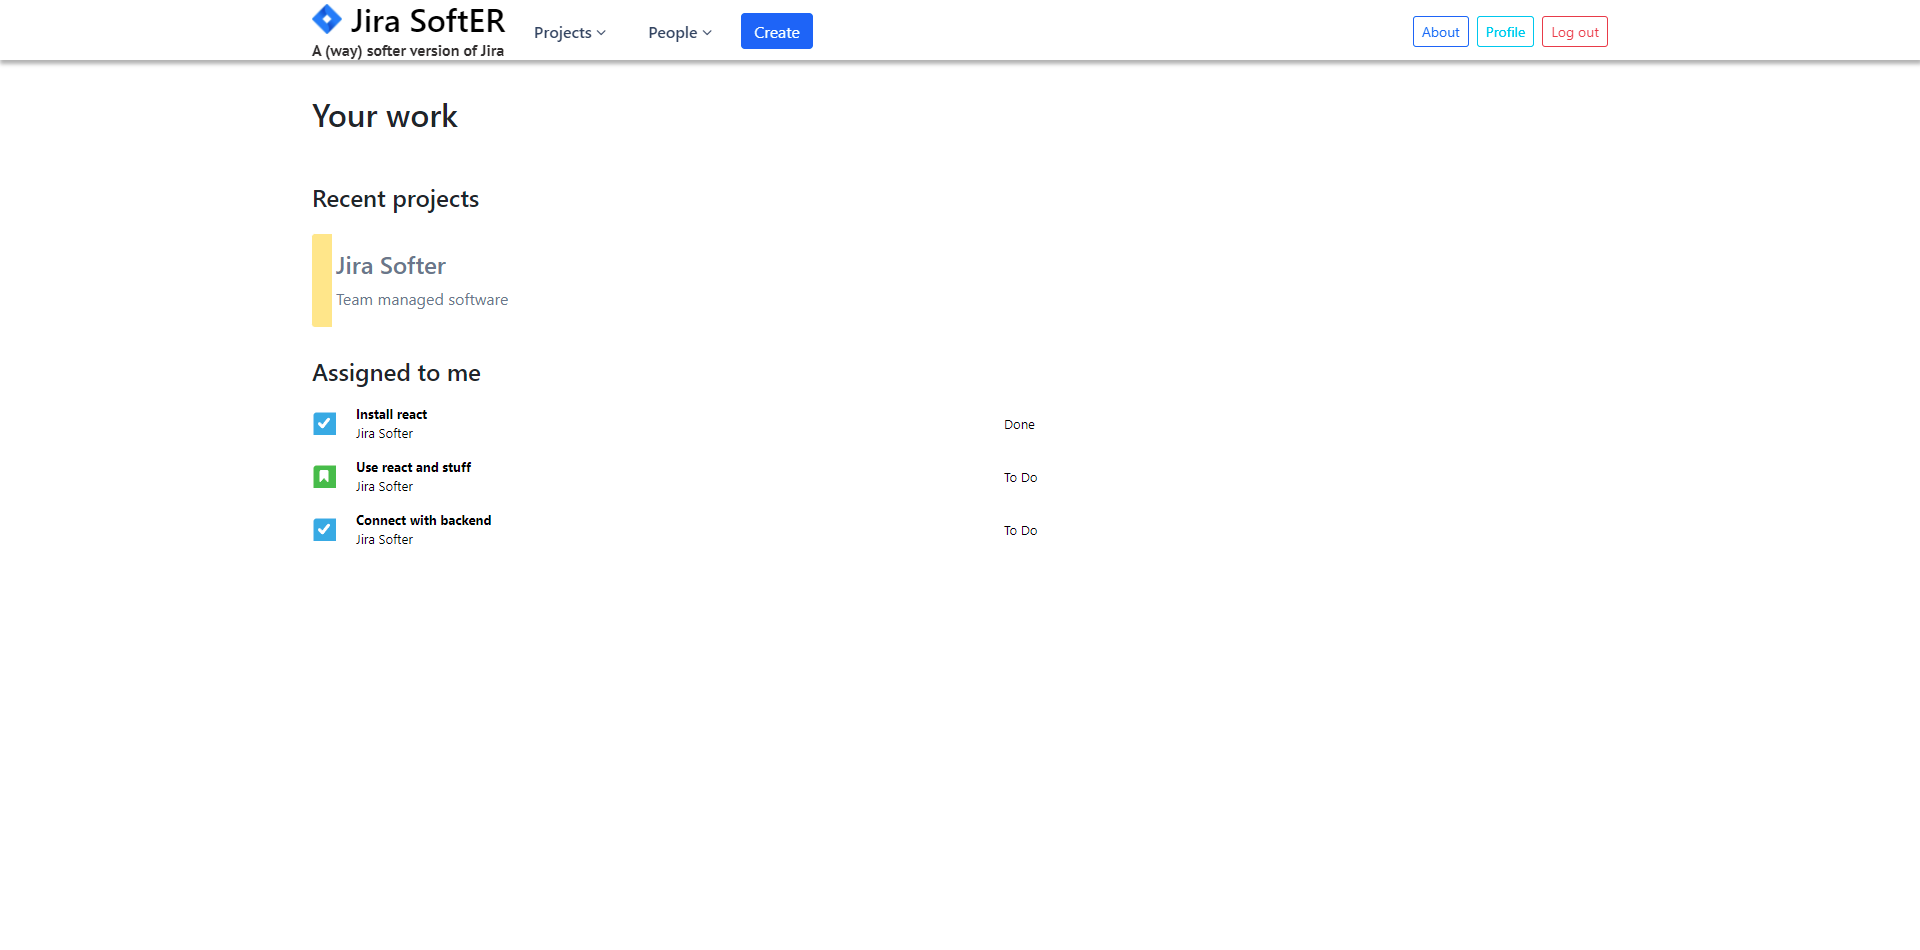 Jira SoftER
A (way) softer version of Jira
Projects
People
Create
About
Profile
Log out
Your work
Recent projects
Jira Softer
Team managed software
Assigned to me
Install react
Jira Softer
Done
Use react and stuff
Jira Softer
To Do
Connect with backend
Jira Softer
To Do